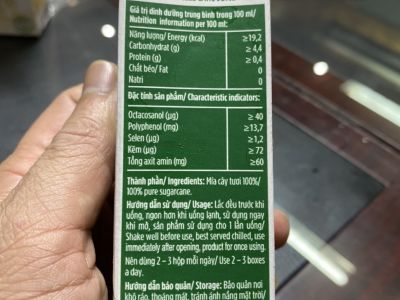 Giá trị dinh dưỡng trung bình trong 100 ml/
Nutrition information per 100 ml:
Năng lượng/ Energy (kcal) ≥19,2
Carbonhydrat (g) ≥ 4,4
Protein (g) ≥ 0,4
Chất béo/ Fat 0
Natri 0
Đặc tính sản phẩm/ Characteristic indicators:
Octacosanol (µg) ≥ 40
Polyphenol (mg) ≥13,7
Selen (µg) ≥1,2
Kẽm (µg) ≥ 72
Tổng axit amin (mg) ≥60
Thành phần/ Ingredients: Mía cây tươi 100%/
100% pure sugarcane.
Hướng dẫn sử dụng/ Usage: Lắc đều trước khi
uống, ngon hơn khi uống lạnh, sử dụng ngay
khi mở, sản phẩm sử dụng cho 1 lần uống/
Shake well before use, best served chilled, use
immediately after opening, product for once using.
Nên dùng 2 – 3 hộp mỗi ngày/ Use 2 – 3 boxes
a day.
Hướng dẫn bảo quản/ Storage: Bảo quản nơi
khô ráo, thoáng mát, tránh ánh nắng mặt trời/